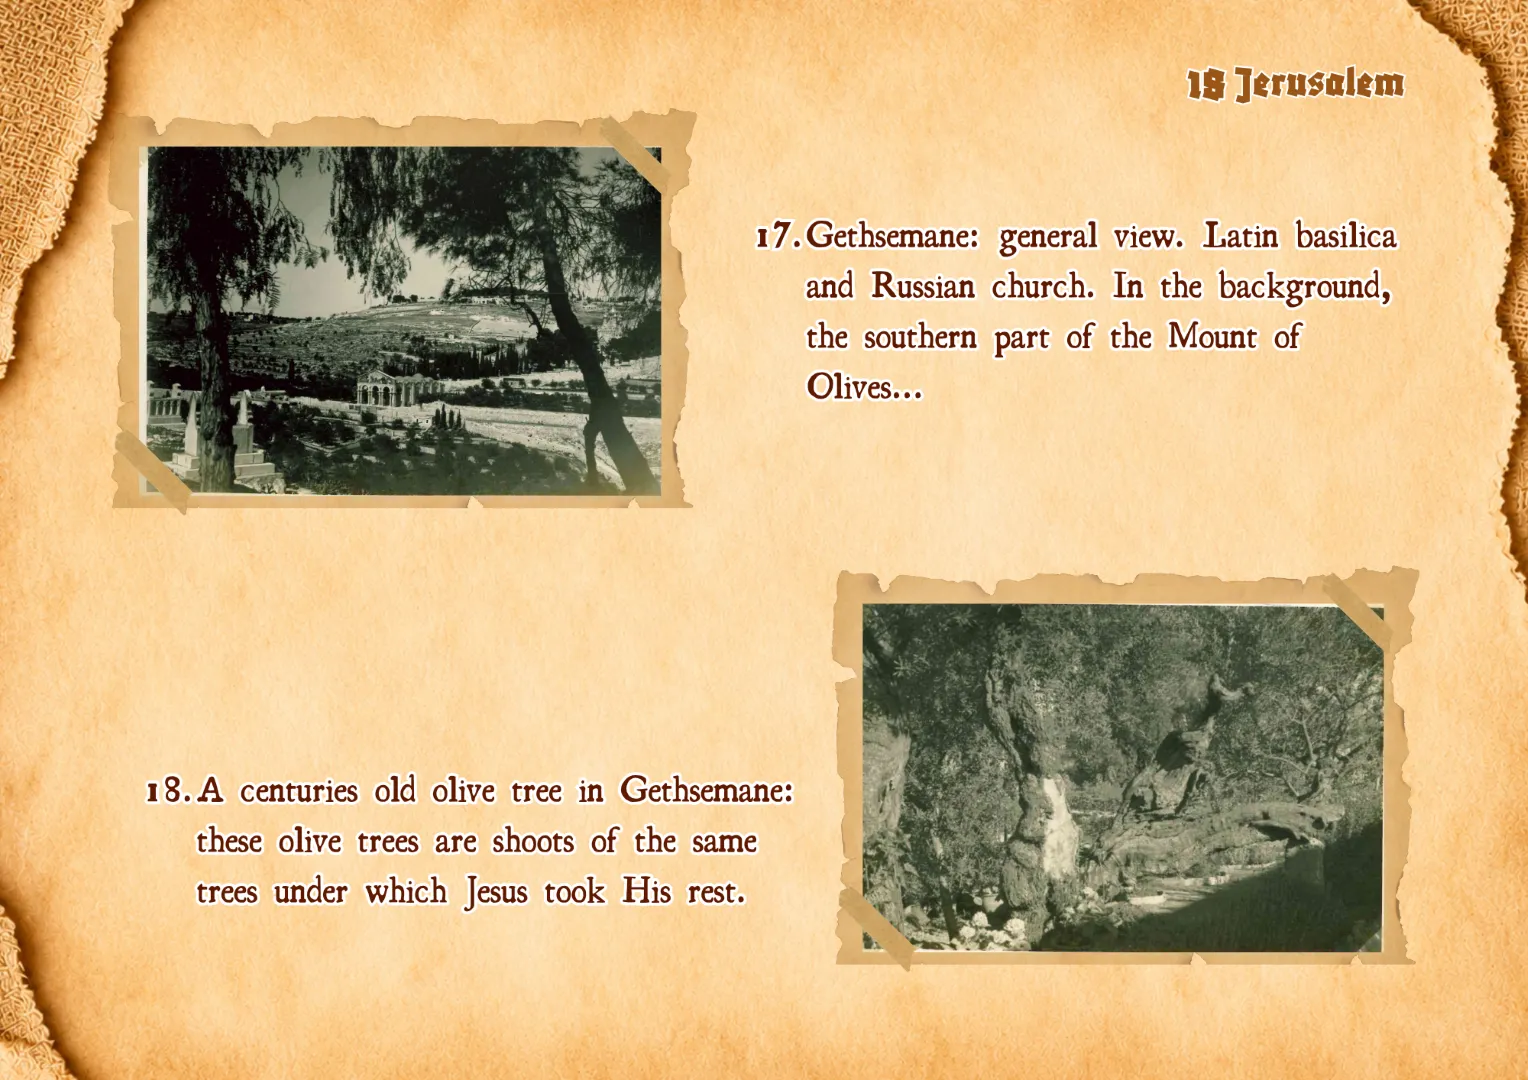 18 Jerusalem
17. Gethsemane: general view. Latin basilica
and Russian church. In the background,
the southern part of the Mount of
Olives...
18. A centuries old olive tree in Gethsemane:
these olive trees are shoots of the same
trees under which Jesus took His rest.